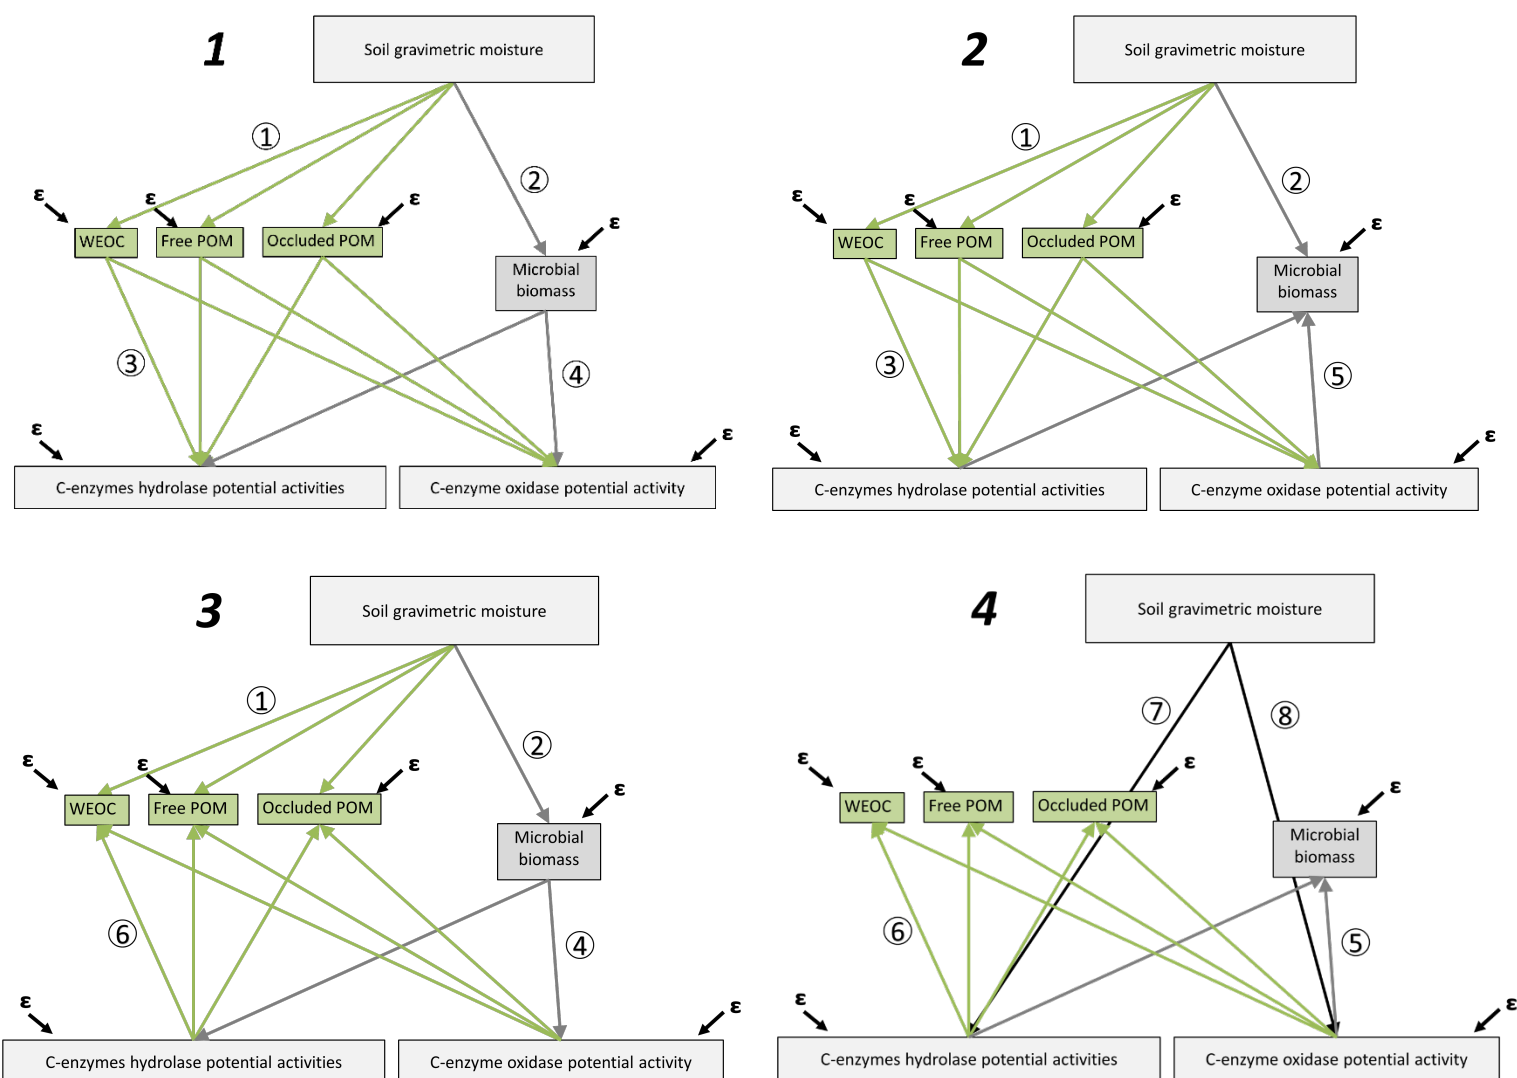 1
Soil gravimetric moisture
①
②
ε
ε
ε
ε
WEOC
Free POM
Occluded POM
Microbial
biomass
③
④
ε
ε
C-enzymes hydrolase potential activities
C-enzyme oxidase potential activity
2
Soil gravimetric moisture
①
②
ε
ε
ε
ε
WEOC
Free POM
Occluded POM
Microbial
biomass
③
⑤
ε
ε
C-enzymes hydrolase potential activities
C-enzyme oxidase potential activity
3
Soil gravimetric moisture
①
②
ε
ε
ε
ε
WEOC
Free POM
Occluded POM
Microbial
biomass
⑥
④
ε
ε
C-enzymes hydrolase potential activities
C-enzyme oxidase potential activity
4
Soil gravimetric moisture
⑦
⑧
ε
ε
ε
ε
WEOC
Free POM
Occluded POM
Microbial
biomass
⑥
⑤
ε
ε
C-enzymes hydrolase potential activities
C-enzyme oxidase potential activity